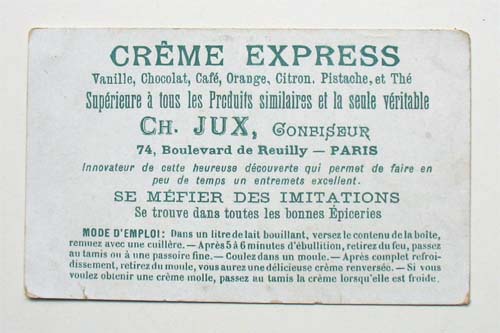 CRÊME EXPRESS
Vanille, Chocolat, Café, Orange, Citron. Pistache, et Thé
Supérieure à tous les Produits similaires et la seule véritable
CH. JUX, CONFISEUR
74, Boulevard de Reuilly — PARIS
Innovateur de cette heureuse découverte qui permet de faire en
peu de temps un entremets excellent.
SE MÉFIER DES IMITATIONS
Se trouve dans toutes les bonnes Épiceries
MODE D'EMPLOI: Dans un litre de lait bouillant, versez le contenu de la boîte,
remuez avec une cuillère. — Après 5 à 6 minutes d'ébullition, retirez du feu, passez
au tamis ou à une passoire fine. — Coulez dans un moule. — Après complet refroi-
dissement, retirez du moule, vous aurez une délicieuse crème renversée. — Si vous
voulez obtenir une crème molle, passez au tamis la crème lorsqu'elle est froide.